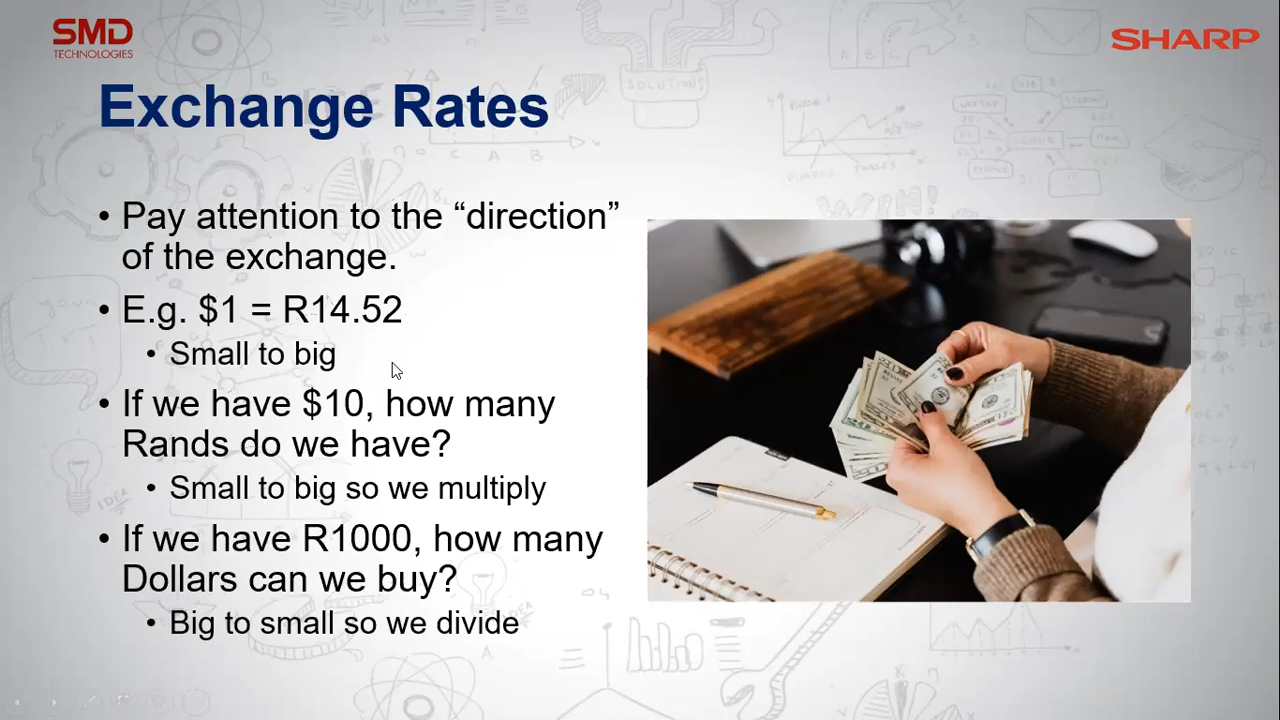 SMD
TECHNOLOGIES
SHARP
Exchange Rates
• Pay attention to the “direction”
of the exchange.
• E.g. $1 = R14.52
• Small to big
• If we have $10, how many
Rands do we have?
• Small to big so we multiply
• If we have R1000, how many
Dollars can we buy?
• Big to small so we divide
SOLUTIONS
IDEA